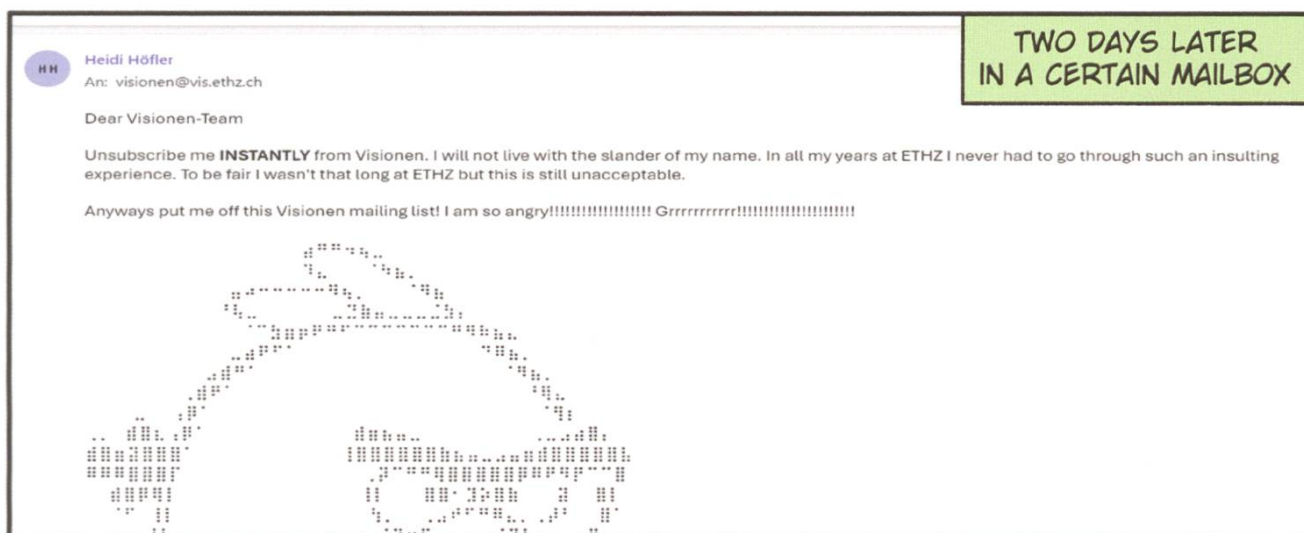 TWO DAYS LATER
IN A CERTAIN MAILBOX
HH
Heidi Höfler
An: visionen@vis.ethz.ch
Dear Visionen-Team
Unsubscribe me INSTANTLY from Visionen. I will not live with the slander of my name. In all my years at ETHZ I never had to go through such an insulting
experience. To be fair I wasn't that long at ETHZ but this is still unacceptable.
Anyways put me off this Visionen mailing list! I am so angry!!!!!!!!!!!!!!!!!!! Grrrrrrrrrrr!!!!!!!!!!!!!!!!!!!!!!